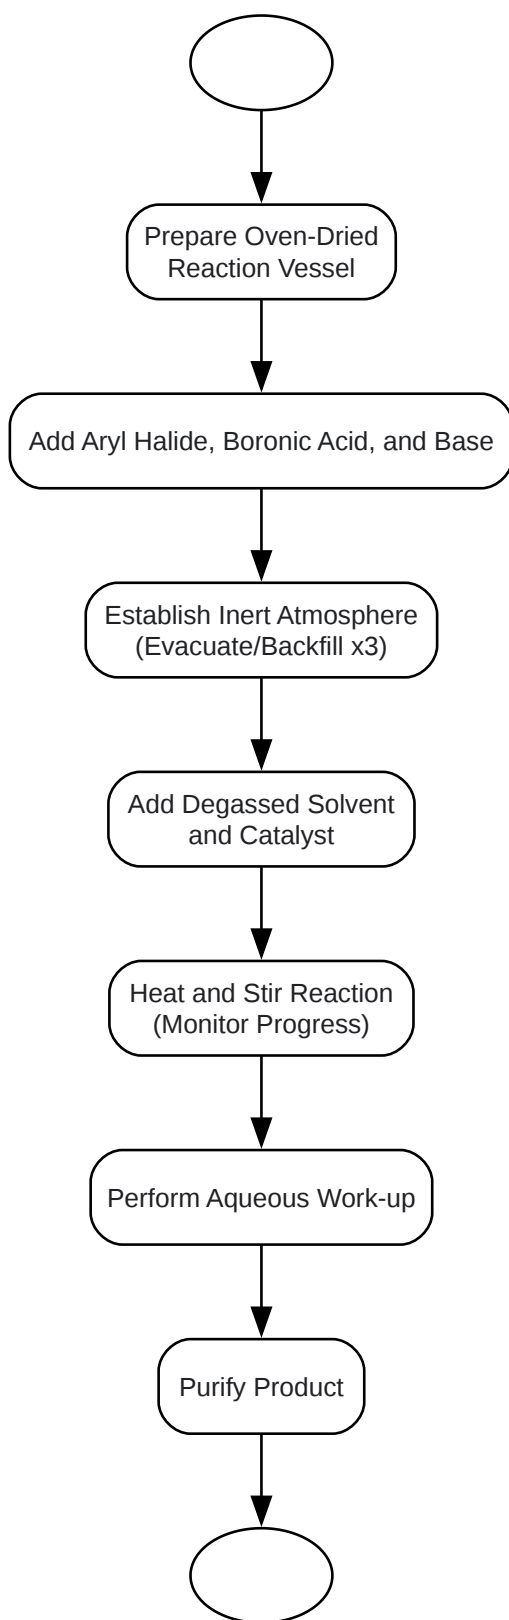 Prepare Oven-Dried
Reaction Vessel
Add Aryl Halide, Boronic Acid, and Base
Establish Inert Atmosphere
(Evacuate/Backfill x3)
Add Degassed Solvent
and Catalyst
Heat and Stir Reaction
(Monitor Progress)
Perform Aqueous Work-up
Purify Product